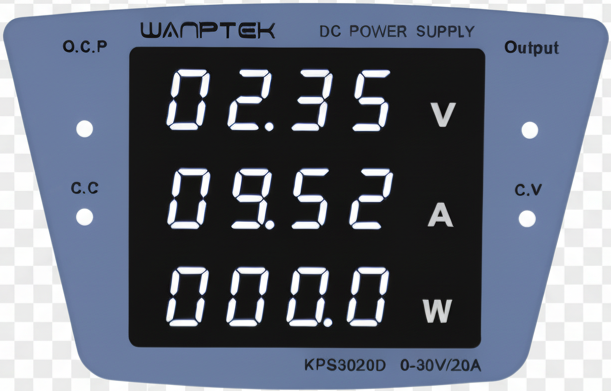 WANPTEK DC POWER SUPPLY
O.C.P Output
02.35 V
C.C C.V
09.52 A
000.0 W
KPS3020D 0-30V/20A